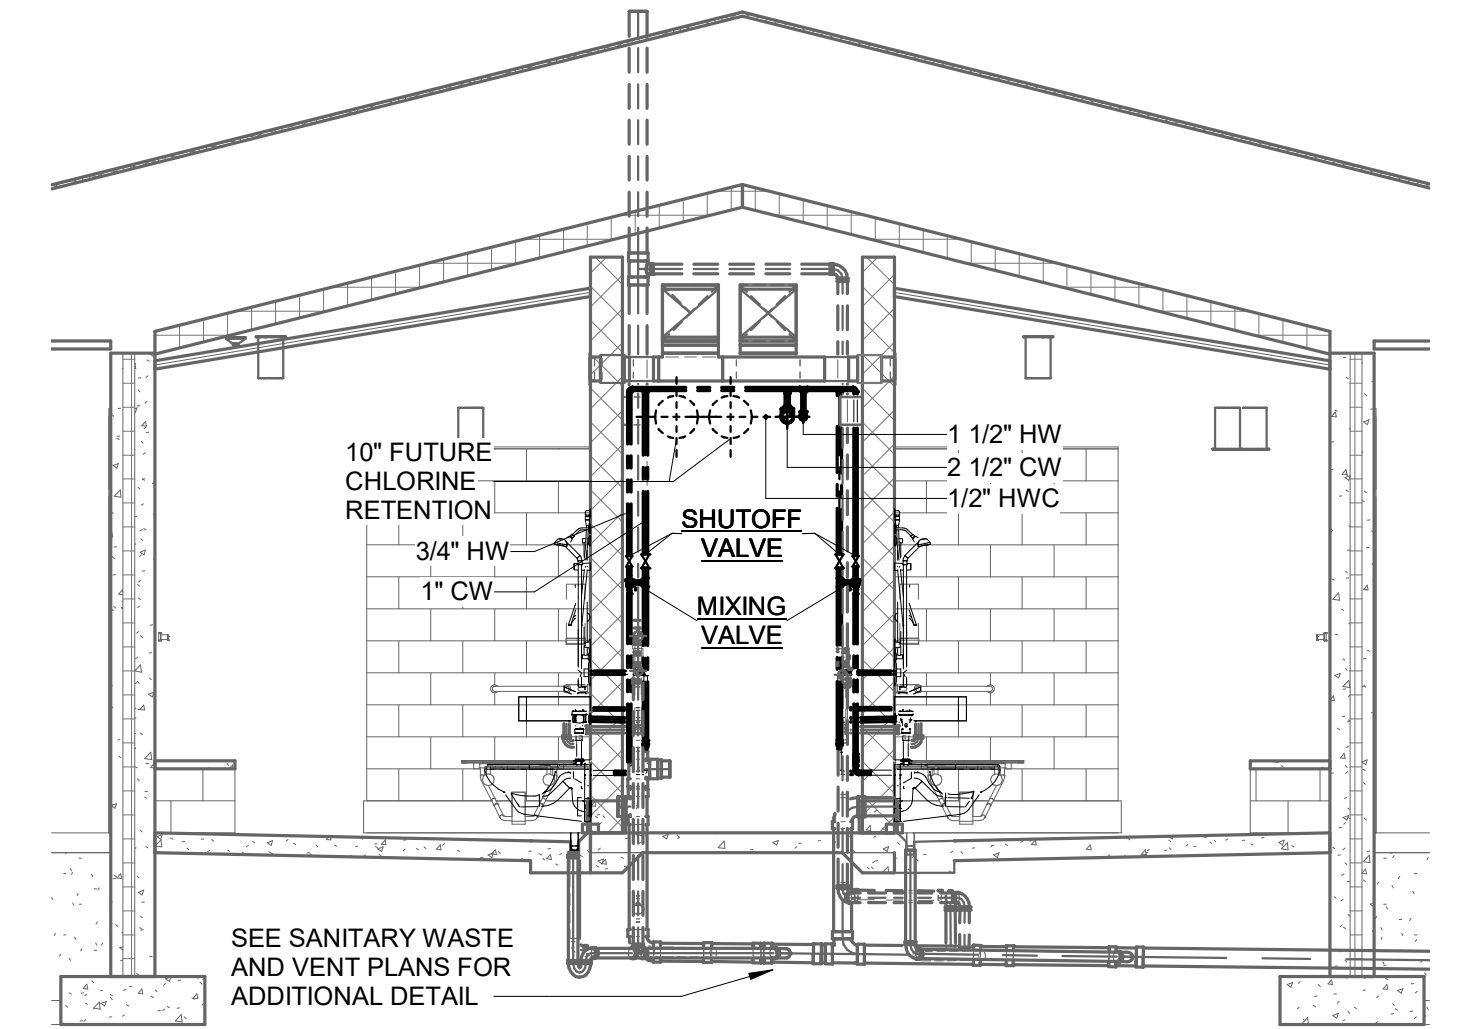 10" FUTURE
CHLORINE
RETENTION
3/4" HW
1" CW
SHUTOFF
VALVE
MIXING
VALVE
1 1/2" HW
2 1/2" CW
1/2" HWC
SEE SANITARY WASTE
AND VENT PLANS FOR
ADDITIONAL DETAIL